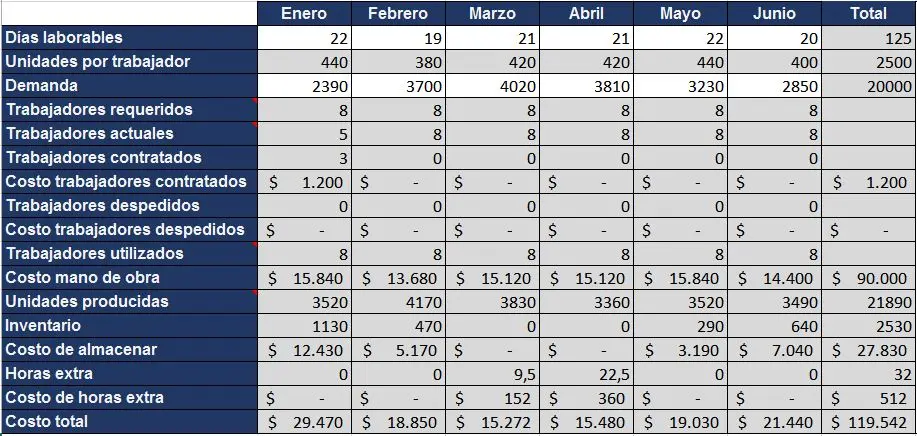 Enero Febrero Marzo Abril Mayo Junio Total
Días laborables 22 19 21 21 22 20 125
Unidades por trabajador 440 380 420 420 440 400 2500
Demanda 2390 3700 4020 3810 3230 2850 20000
Trabajadores requeridos 8 8 8 8 8 8
Trabajadores actuales 5 8 8 8 8 8
Trabajadores contratados 3 0 0 0 0 0
Costo trabajadores contratados $ 1.200 $ - $ - $ - $ - $ - $ 1.200
Trabajadores despedidos 0 0 0 0 0 0
Costo trabajadores despedidos $ - $ - $ - $ - $ - $ - $ -
Trabajadores utilizados 8 8 8 8 8 8
Costo mano de obra $ 15.840 $ 13.680 $ 15.120 $ 15.120 $ 15.840 $ 14.400 $ 90.000
Unidades producidas 3520 4170 3830 3360 3520 3490 21890
Inventario 1130 470 0 0 290 640 2530
Costo de almacenar $ 12.430 $ 5.170 $ - $ - $ 3.190 $ 7.040 $ 27.830
Horas extra 0 0 9,5 22,5 0 0 32
Costo de horas extra $ - $ - $ 152 $ 360 $ - $ - $ 512
Costo total $ 29.470 $ 18.850 $ 15.272 $ 15.480 $ 19.030 $ 21.440 $ 119.542